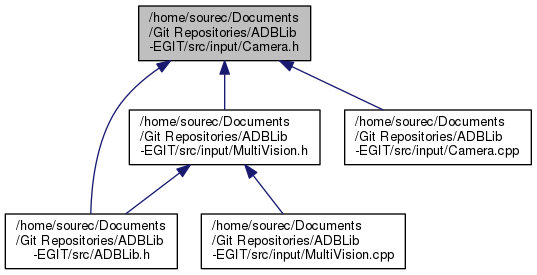 /home/sourec/Documents
/Git Repositories/ADBLib
-EGIT/src/input/Camera.h
/home/sourec/Documents
/Git Repositories/ADBLib
-EGIT/src/input/MultiVision.h
/home/sourec/Documents
/Git Repositories/ADBLib
-EGIT/src/input/Camera.cpp
/home/sourec/Documents
/Git Repositories/ADBLib
-EGIT/src/ADBLib.h
/home/sourec/Documents
/Git Repositories/ADBLib
-EGIT/src/input/MultiVision.cpp